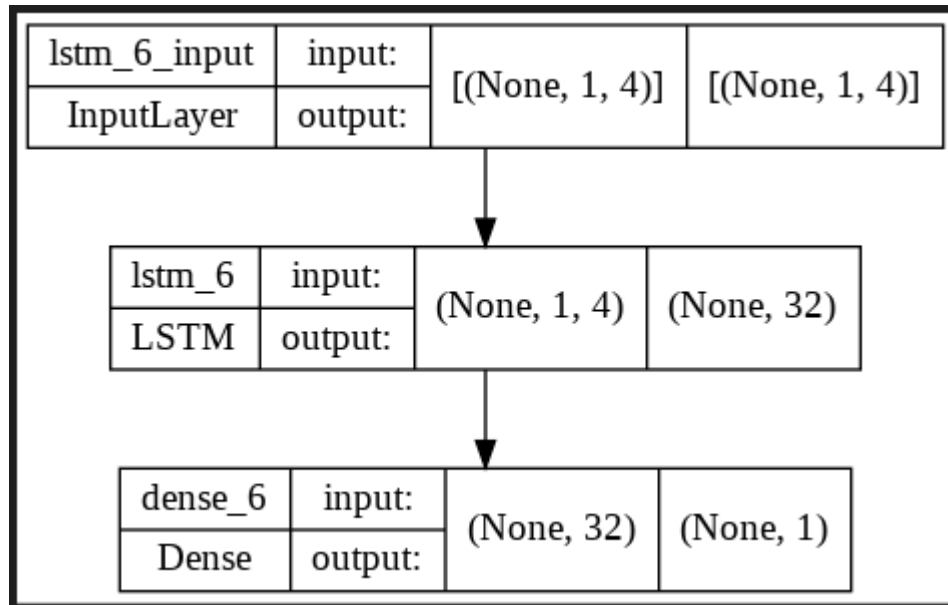 lstm_6_input input: [(None, 1, 4)] [(None, 1, 4)]
InputLayer output:
lstm_6 input: (None, 1, 4) (None, 32)
LSTM output:
dense_6 input: (None, 32) (None, 1)
Dense output: